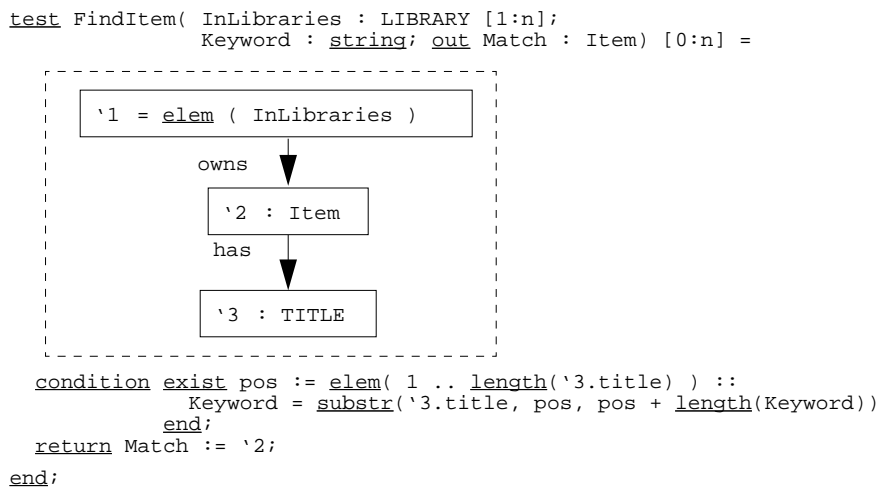 test FindItem( InLibraries : LIBRARY [1:n];
Keyword : string; out Match : Item) [0:n] =
‘1 = elem ( InLibraries )
owns
‘2 : Item
has
‘3 : TITLE
condition exist pos := elem( 1 .. length(‘3.title) ) ::
Keyword = substr(‘3.title, pos, pos + length(Keyword))
end;
return Match := ‘2;
end;